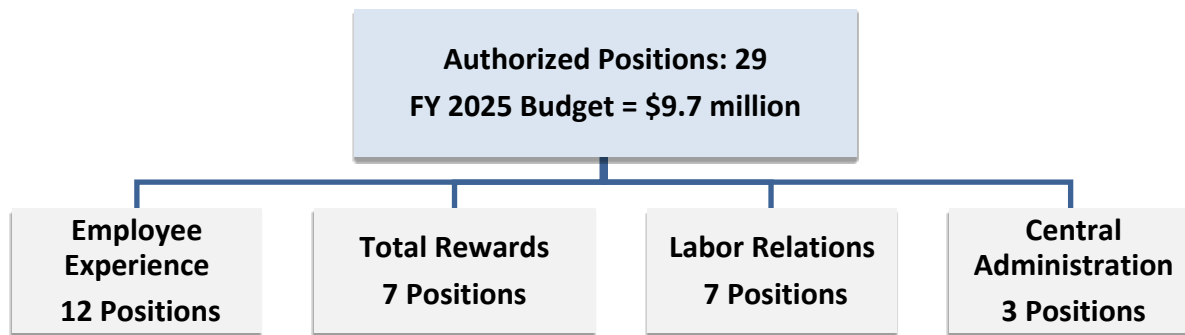 Authorized Positions: 29
FY 2025 Budget = $9.7 million
Employee
Experience
12 Positions
Total Rewards
7 Positions
Labor Relations
7 Positions
Central
Administration
3 Positions